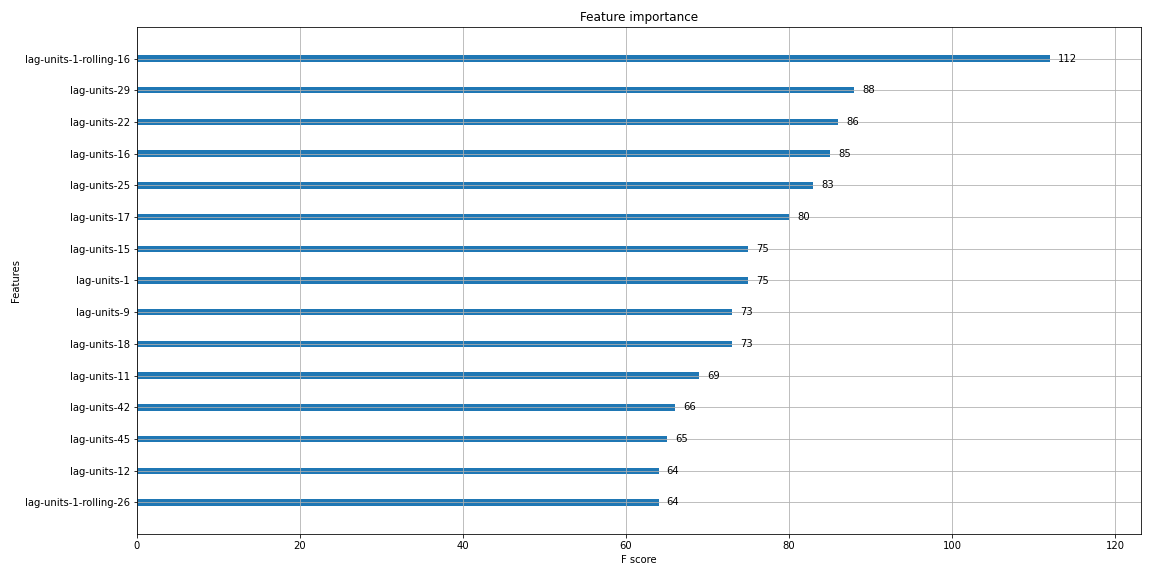 Feature importance
lag-units-1-rolling-16 112
lag-units-29 88
lag-units-22 86
lag-units-16 85
lag-units-25 83
lag-units-17 80
lag-units-15 75
lag-units-1 75
lag-units-9 73
lag-units-18 73
lag-units-11 69
lag-units-42 66
lag-units-45 65
lag-units-12 64
lag-units-1-rolling-26 64
Features
0 20 40 60 80 100 120
F score